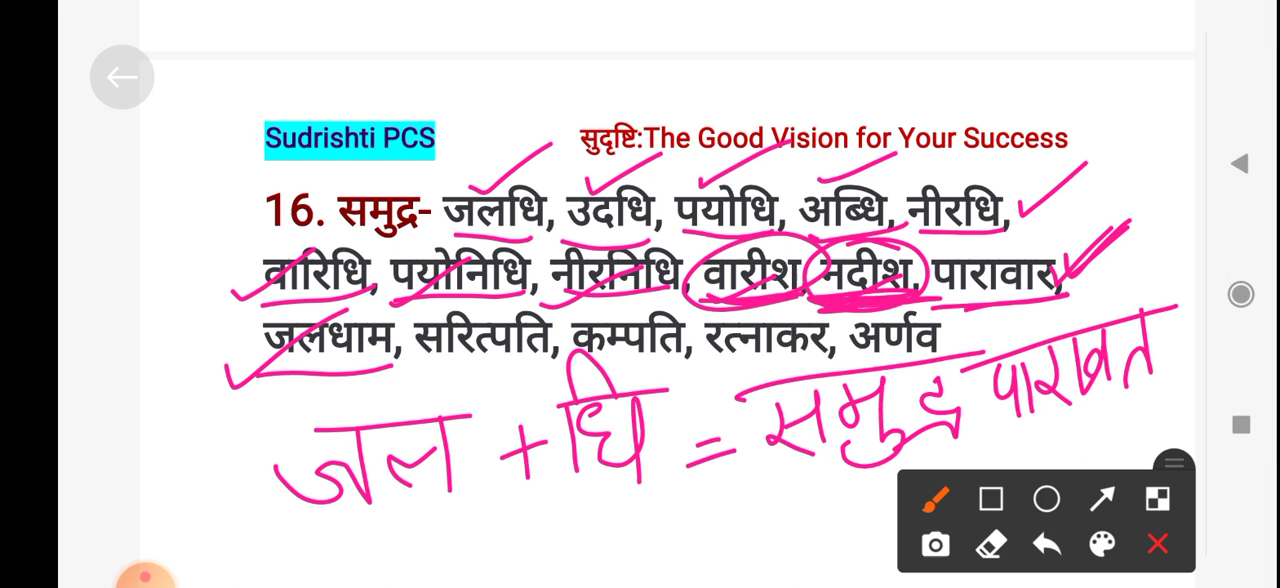 Sudrishti PCS सुदृष्टि:The Good Vision for Your Success
16. समुद्र- जलधि, उदधि, पयोधि, अब्धि, नीरधि,
वारिधि, पयोनिधि, नीरनिधि, वारीश, नदीश, पारावार,
जलधाम, सरित्पति, कम्पति, रत्नाकर, अर्णव
जल + धि = समुद्र पारावत